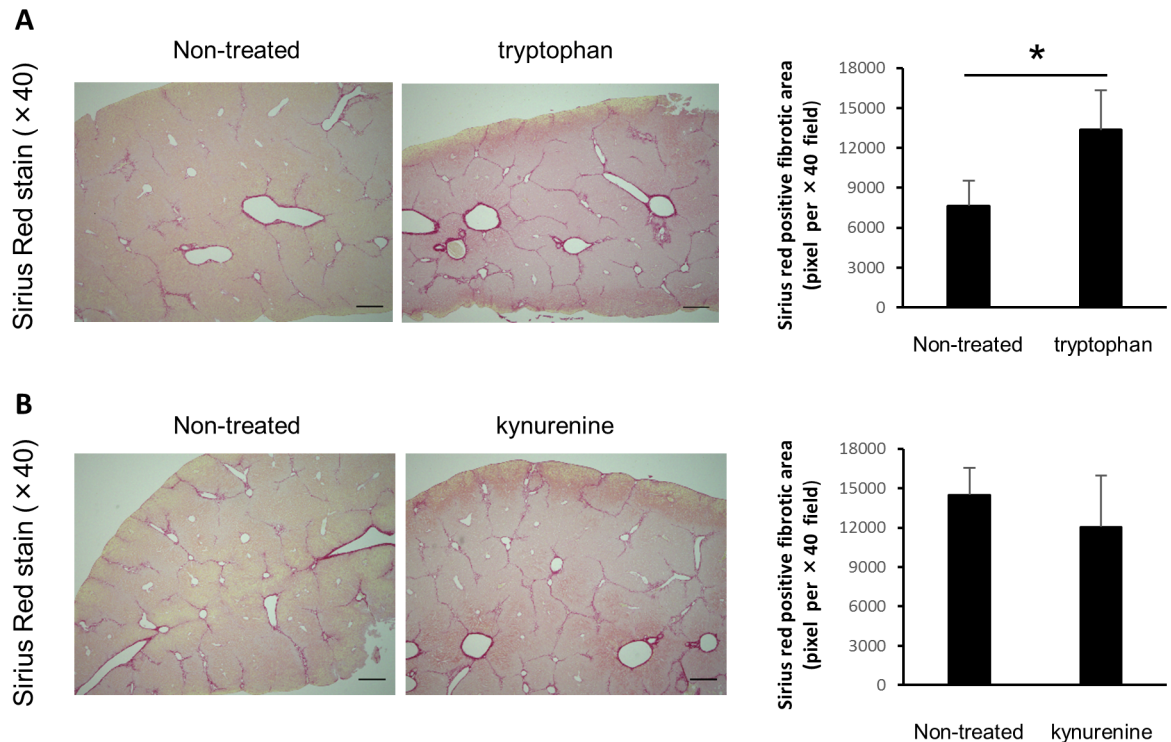 A
Non-treated
tryptophan
Sirius Red stain (×40)
*
Sirius red positive fibrotic area
(pixel per ×40 field)
18000
15000
12000
9000
6000
3000
0
Non-treated
tryptophan
B
Non-treated
kynurenine
Sirius Red stain (×40)
Sirius red positive fibrotic area
(pixel per ×40 field)
18000
15000
12000
9000
6000
3000
0
Non-treated
kynurenine